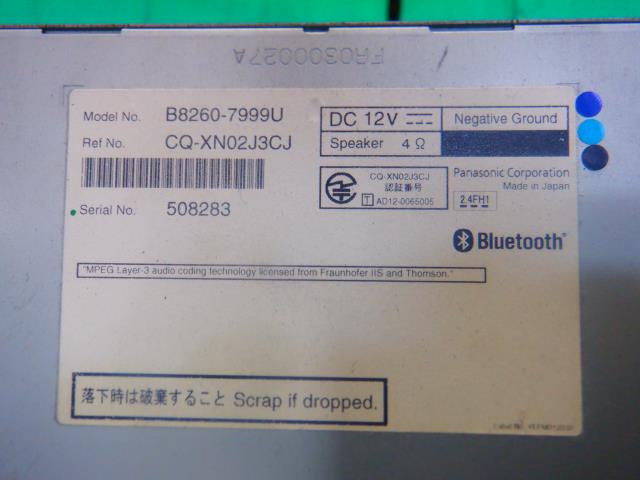 FA0300027A
Model No. B8260-7999U
Ref No. CQ-XN02J3CJ
Serial No. 508283
DC 12V
Negative Ground
Speaker 4 Ω
CQ-XN02J3CJ
認証番号
T AD12-0065005
Panasonic Corporation
Made in Japan
2.4FH1
Bluetooth®
"MPEG Layer-3 audio coding technology licensed from Fraunhofer IIS and Thomson."
落下時は破棄すること Scrap if dropped.
Label No.